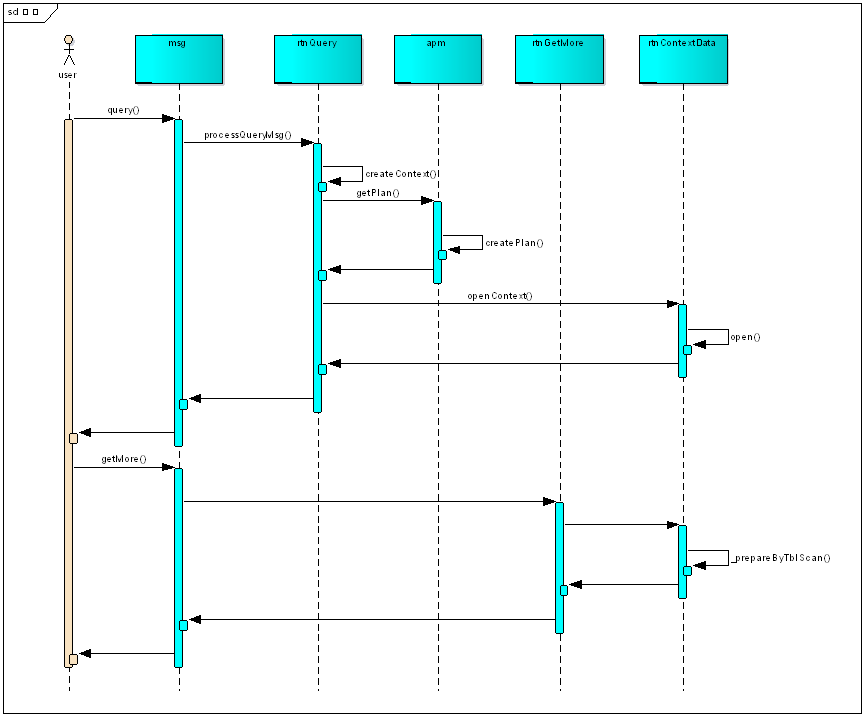 sd
msg
rtnQuery
apm
rtnGetMore
rtnContextData
user
query()
processQueryMsg()
createContext()
getPlan()
createPlan()
openContext()
open()
getMore()
_prepareByTblScan()